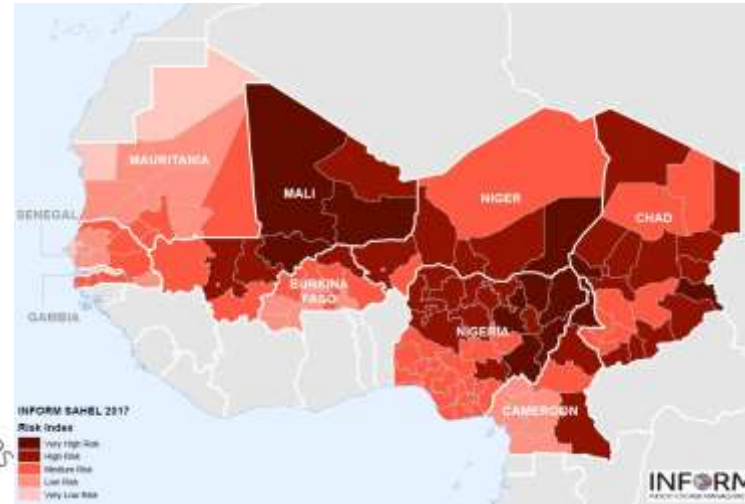 MAURITANIA
MALI
NIGER
CHAD
SENEGAL
BURKINA
FASO
GAMBIA
NIGERIA
CAMEROON
INFORM SAHEL 2017
Risk Index
Very High Risk
High Risk
Medium Risk
Low Risk
Very Low Risk
INFORM